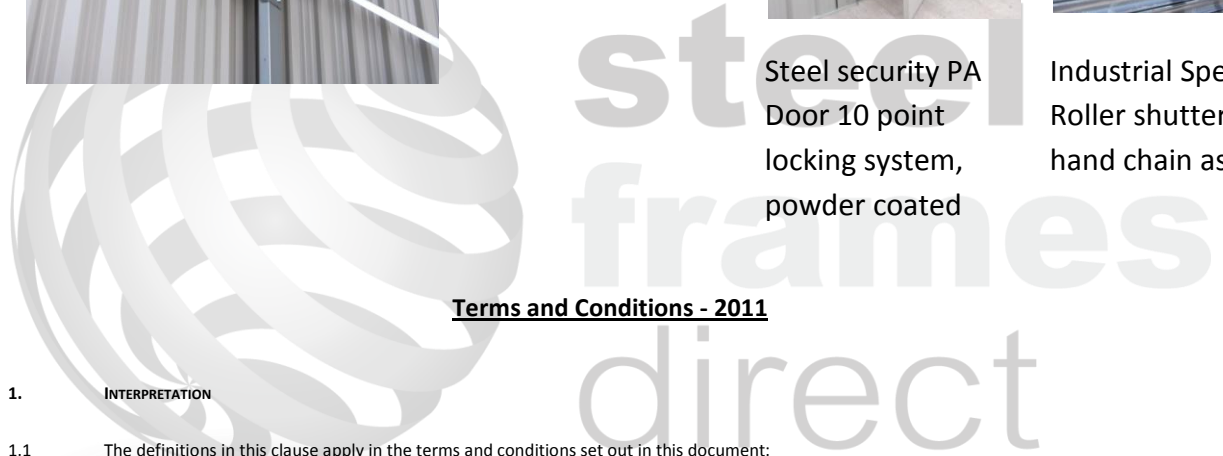 steel
frames
direct
Steel security PA
Door 10 point
locking system,
powder coated
Industrial Spe
Roller shutter
hand chain as
Terms and Conditions - 2011
1. INTERPRETATION
1.1 The definitions in this clause apply in the terms and conditions set out in this document: